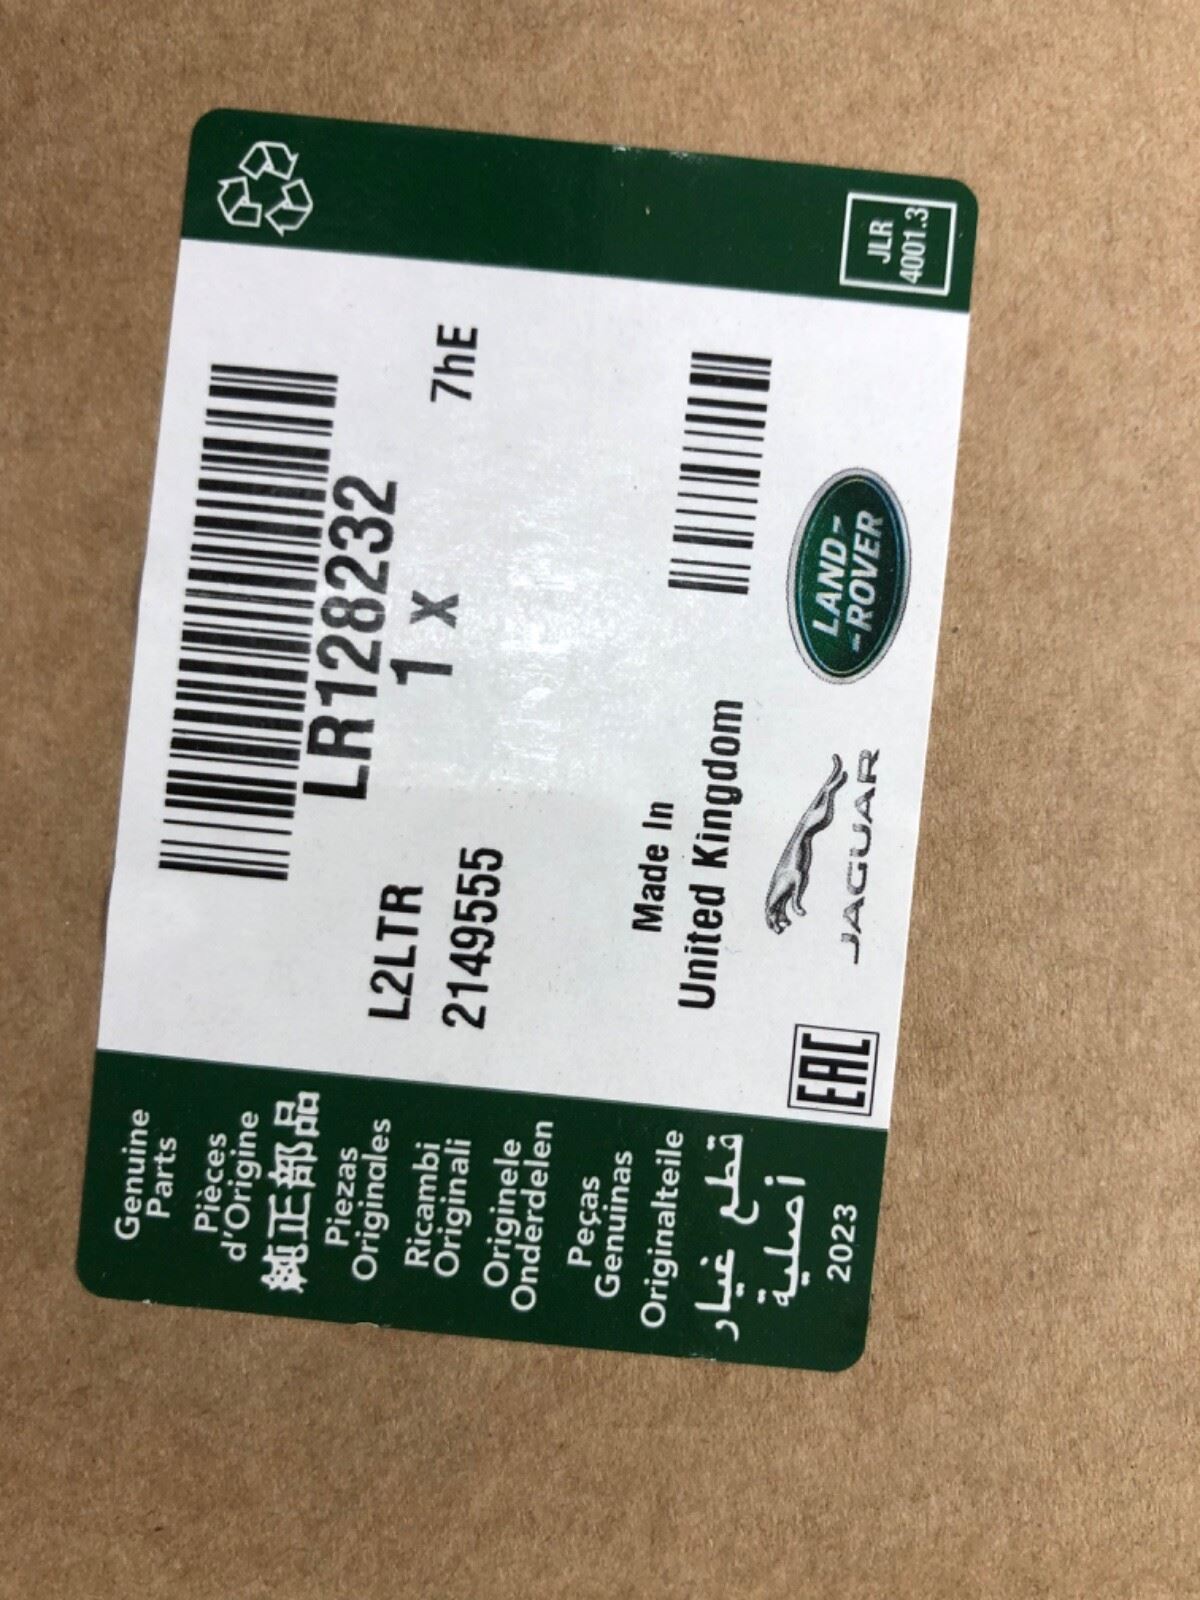 Genuine
Parts
Pièces
d'Origine
純正部品
Piezas
Originales
Ricambi
Originali
Originele
Onderdelen
Peças
Genuinas
Originalteile
قطع غيار
أصلية
2023
LR128232
L2LTR
1 x
7hE
2149555
Made In
United Kingdom
EAC
JAGUAR
LAND
ROVER
JLR
4001.3